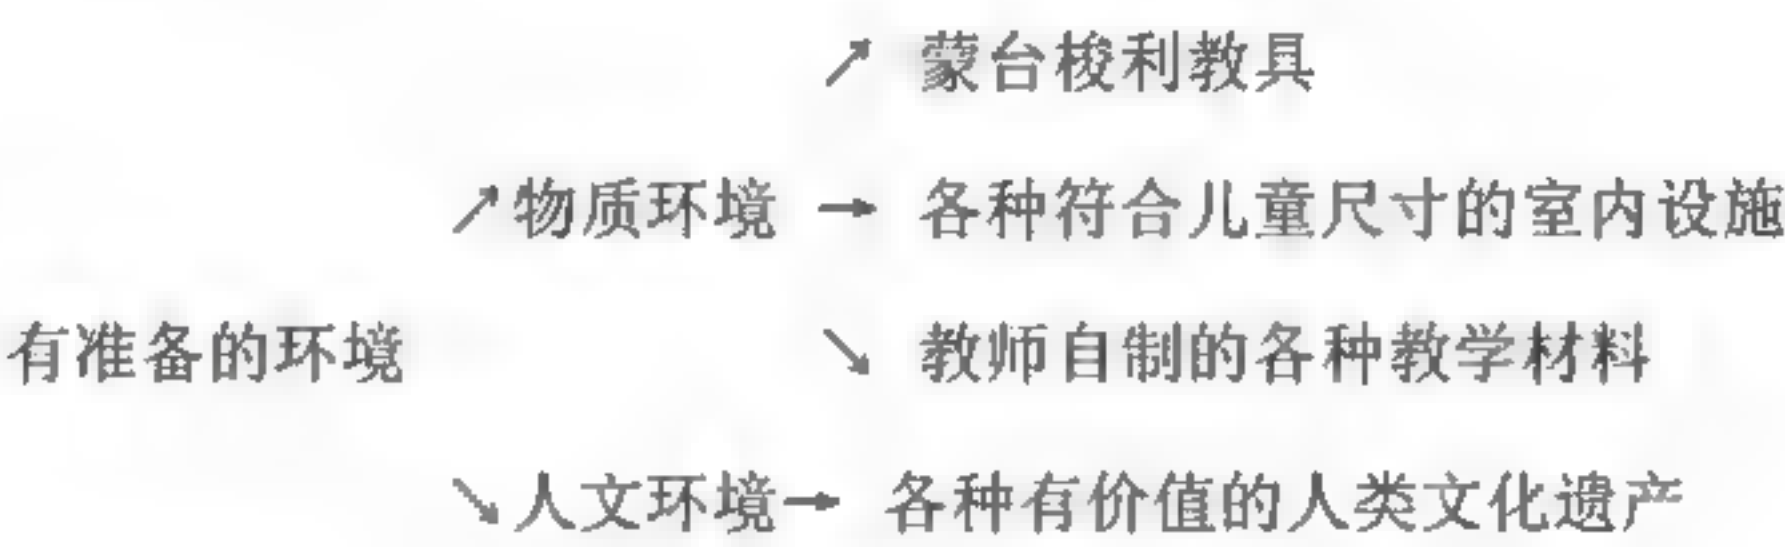 ↗ 蒙台梭利教具
↗物质环境 → 各种符合儿童尺寸的室内设施
有准备的环境 ↘ 教师自制的各种教学材料
↘人文环境→ 各种有价值的人类文化遗产